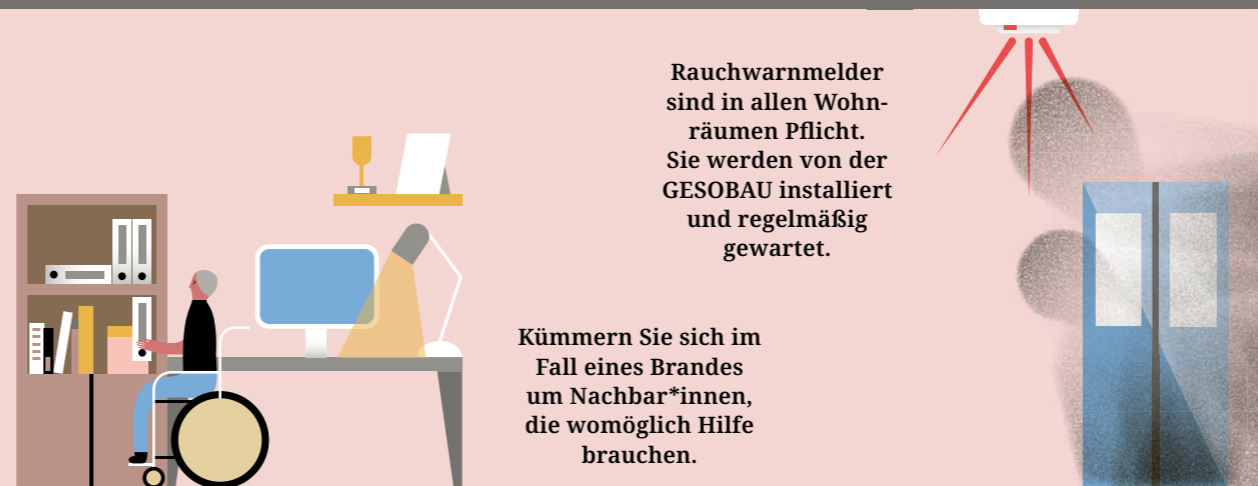 Rauchwarnmelder
sind in allen Wohn-
räumen Pflicht.
Sie werden von der
GESOBAU installiert
und regelmäßig
gewartet.
Kümmern Sie sich im
Fall eines Brandes
um Nachbar*innen,
die womöglich Hilfe
brauchen.